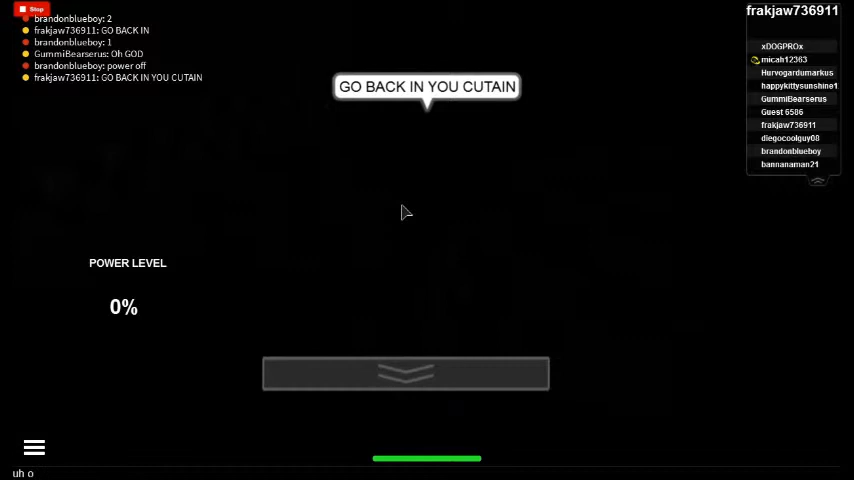 Stop
brandonblueboy: 2
frakjaw736911: GO BACK IN
brandonblueboy: 1
GummiBearserus: Oh GOD
brandonblueboy: power off
frakjaw736911: GO BACK IN YOU CUTAIN
GO BACK IN YOU CUTAIN
frakjaw736911
xDOGPROx
micah12363
Hurvogardumarkus
happykittysunshine1
GummiBearserus
Guest 6586
frakjaw736911
diegocoolguy08
brandonblueboy
bannanaman21
POWER LEVEL
0%
uh o